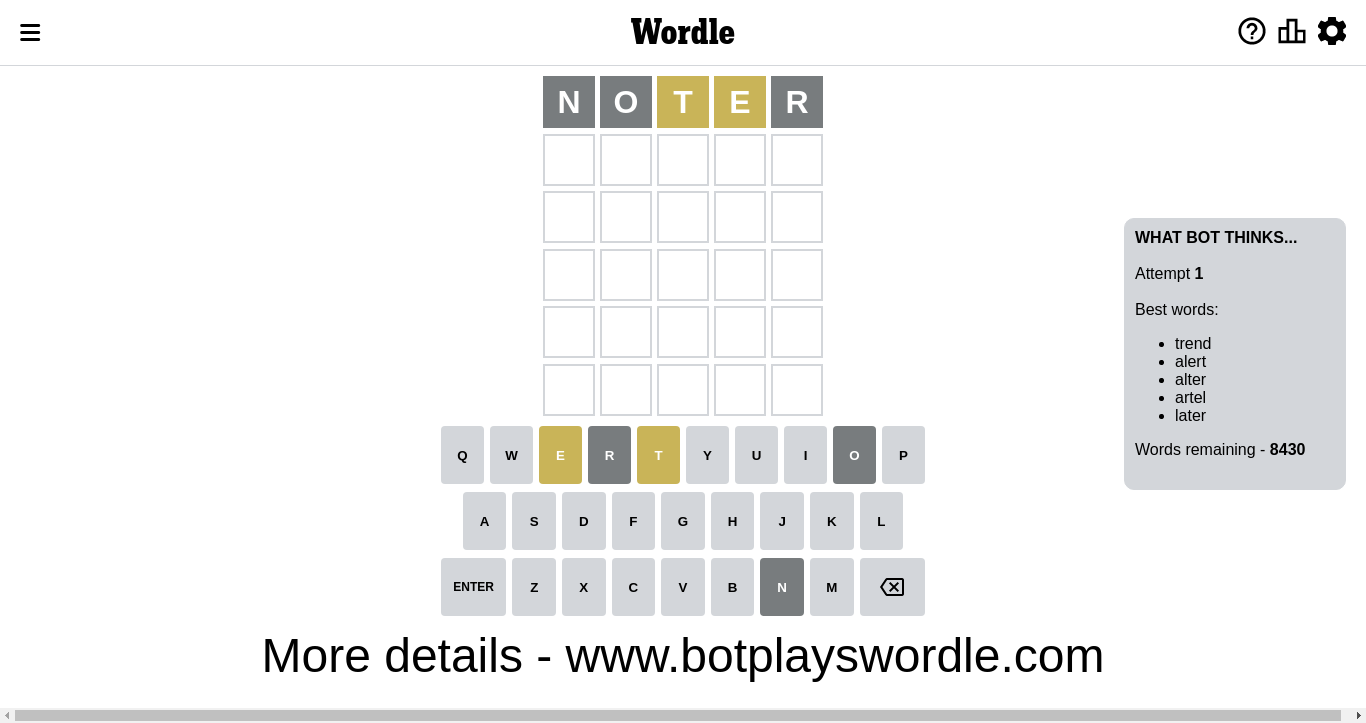 Wordle
N O T E R
WHAT BOT THINKS...
Attempt 1
Best words:
trend
alert
alter
artel
later
Words remaining - 8430
Q W E R T Y U I O P
A S D F G H J K L
ENTER Z X C V B N M
More details - www.botplayswordle.com